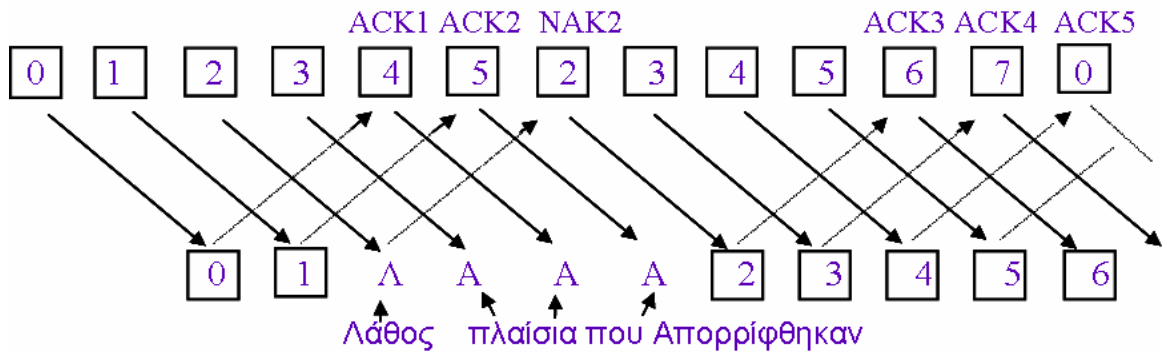 ACK1 ACK2 NAK2 ACK3 ACK4 ACK5
0 1 2 3 4 5 2 3 4 5 6 7 0
0 1 Λ Α Α Α 2 3 4 5 6
Λάθος πλαίσια που Απορρίφθηκαν